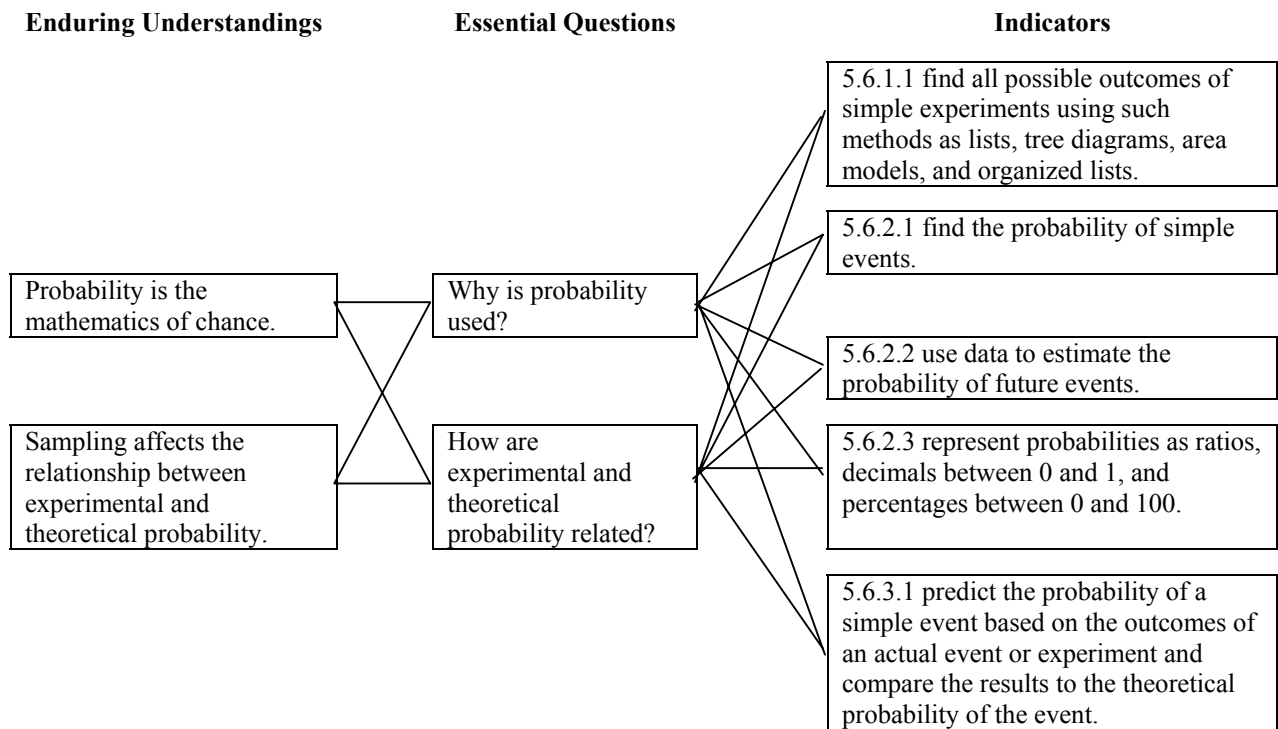 Enduring Understandings
Essential Questions
Indicators
5.6.1.1 find all possible outcomes of
simple experiments using such
methods as lists, tree diagrams, area
models, and organized lists.
5.6.2.1 find the probability of simple
events.
Probability is the
mathematics of chance.
Why is probability
used?
5.6.2.2 use data to estimate the
probability of future events.
Sampling affects the
relationship between
experimental and
theoretical probability.
How are
experimental and
theoretical
probability related?
5.6.2.3 represent probabilities as ratios,
decimals between 0 and 1, and
percentages between 0 and 100.
5.6.3.1 predict the probability of a
simple event based on the outcomes of
an actual event or experiment and
compare the results to the theoretical
probability of the event.